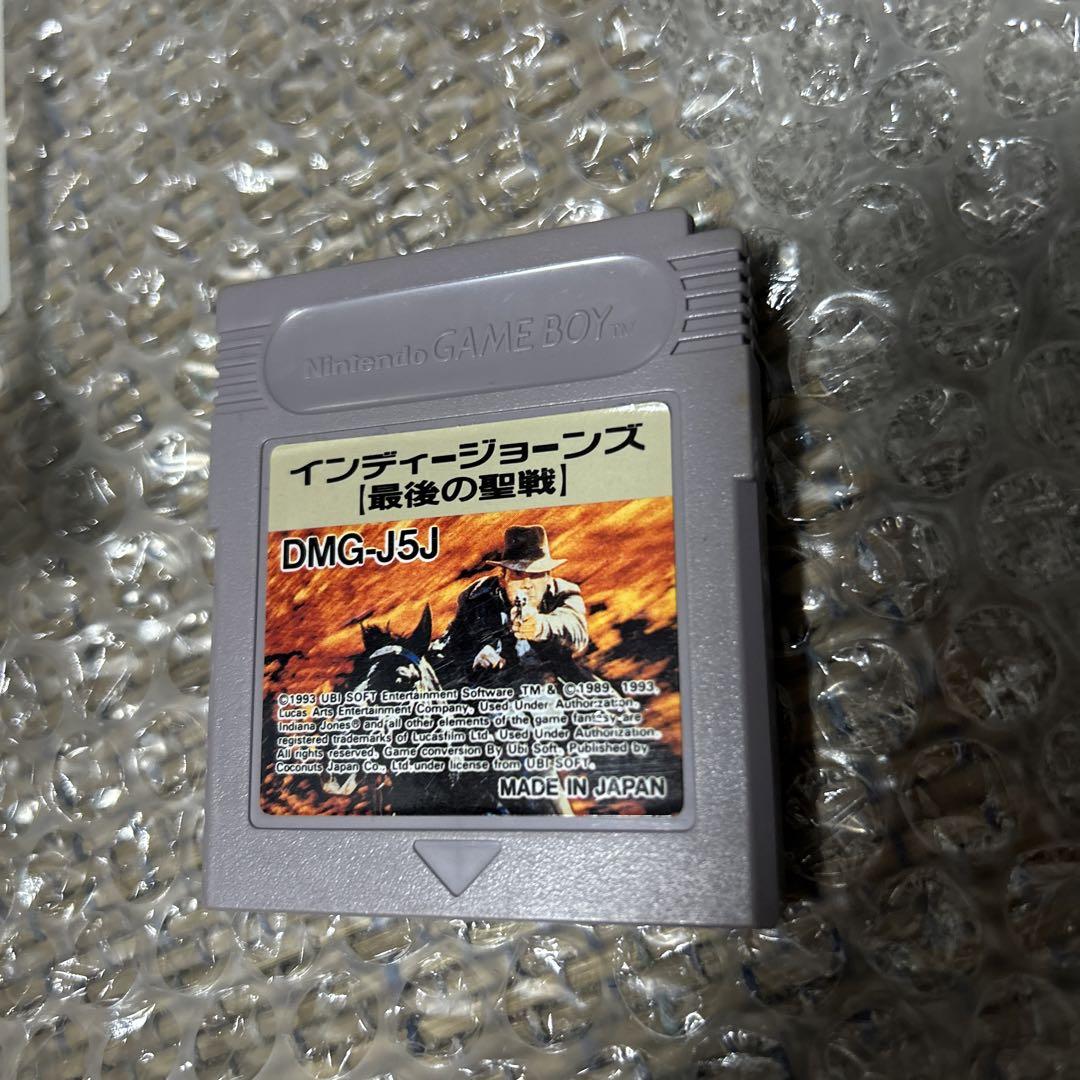 Nintendo GAME BOY TM
インディージョーンズ
【最後の聖戦】
DMG-J5J
©1993 UBI SOFT Entertainment Software TM & ©1989, 1993,
Lucas Arts Entertainment Company, Used Under Authorization,
Indiana Jones® and all other elements of the game fantasy are
registered trademarks of Lucasfilm Ltd. Used Under Authorization.
All rights reserved, Game conversion By Ubi Soft, Published by
Coconuts Japan Co., Ltd under license from UBI-SOFT.
MADE IN JAPAN